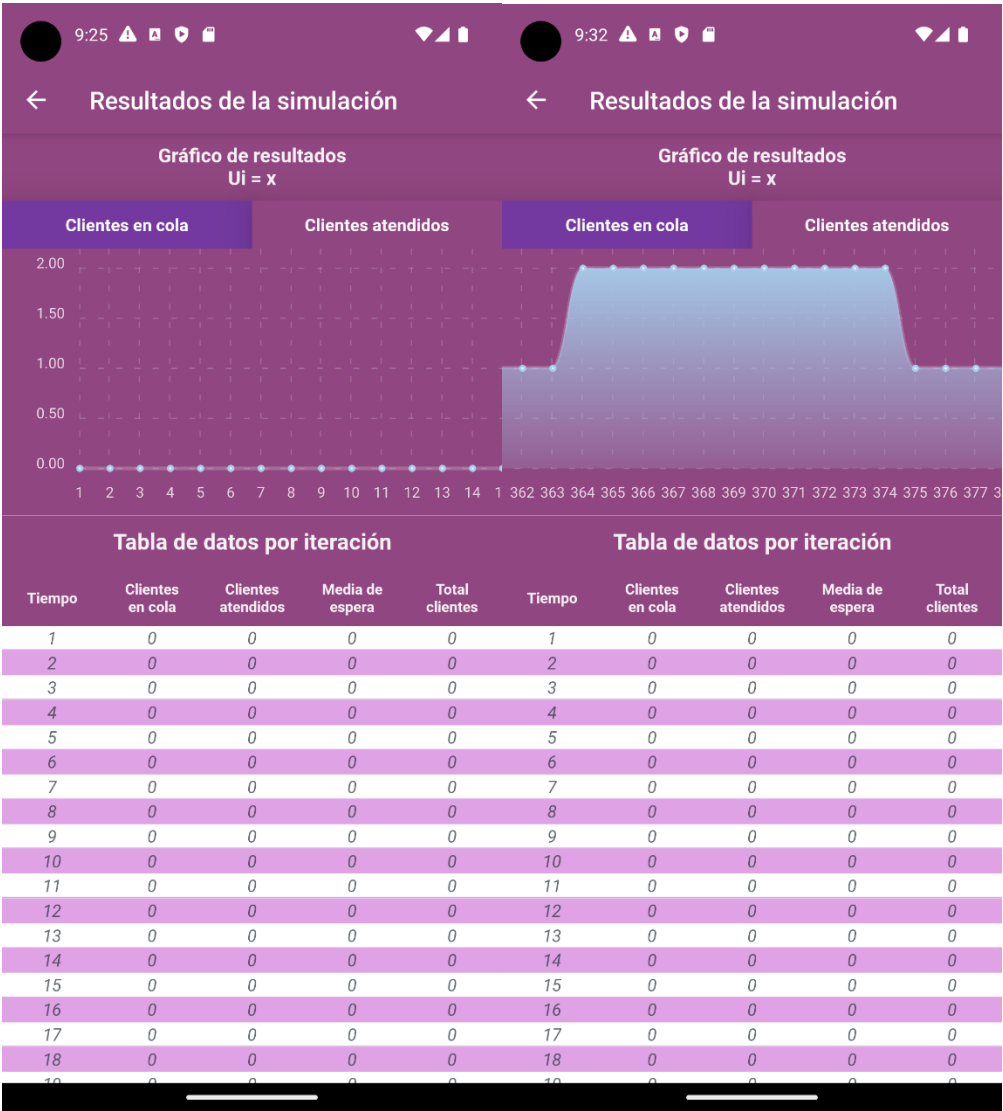 9:25
Resultados de la simulación
Gráfico de resultados
Ui = x
Clientes en cola Clientes atendidos
2.00
1.50
1.00
0.50
0.00
1 2 3 4 5 6 7 8 9 10 11 12 13 14 1
Tabla de datos por iteración
Tiempo Clientes en cola Clientes atendidos Media de espera Total clientes
1 0 0 0 0
2 0 0 0 0
3 0 0 0 0
4 0 0 0 0
5 0 0 0 0
6 0 0 0 0
7 0 0 0 0
8 0 0 0 0
9 0 0 0 0
10 0 0 0 0
11 0 0 0 0
12 0 0 0 0
13 0 0 0 0
14 0 0 0 0
15 0 0 0 0
16 0 0 0 0
17 0 0 0 0
18 0 0 0 0
9:32
Resultados de la simulación
Gráfico de resultados
Ui = x
Clientes en cola Clientes atendidos
362 363 364 365 366 367 368 369 370 371 372 373 374 375 376 377 3
Tabla de datos por iteración
Tiempo Clientes en cola Clientes atendidos Media de espera Total clientes
1 0 0 0 0
2 0 0 0 0
3 0 0 0 0
4 0 0 0 0
5 0 0 0 0
6 0 0 0 0
7 0 0 0 0
8 0 0 0 0
9 0 0 0 0
10 0 0 0 0
11 0 0 0 0
12 0 0 0 0
13 0 0 0 0
14 0 0 0 0
15 0 0 0 0
16 0 0 0 0
17 0 0 0 0
18 0 0 0 0